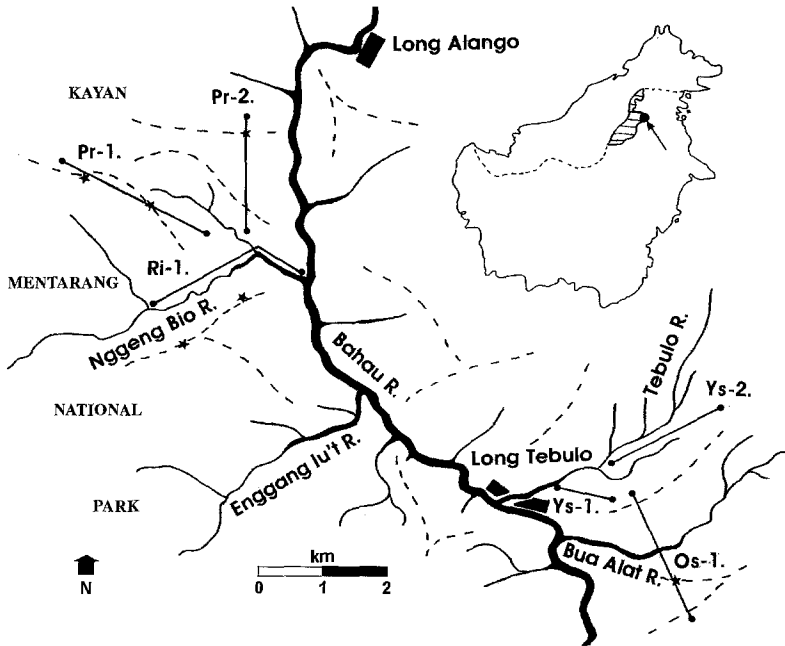 Long Alango
KAYAN
Pr-2.
Pr-1.
Ri-1.
MENTARANG
Nggeng Bio R.
Bahau R.
Tebulo R.
Ys-2.
NATIONAL
Enggang Iu't R.
Long Tebulo
PARK
Ys-1.
Bua Alat R.
Os-1.
km
N
0 1 2